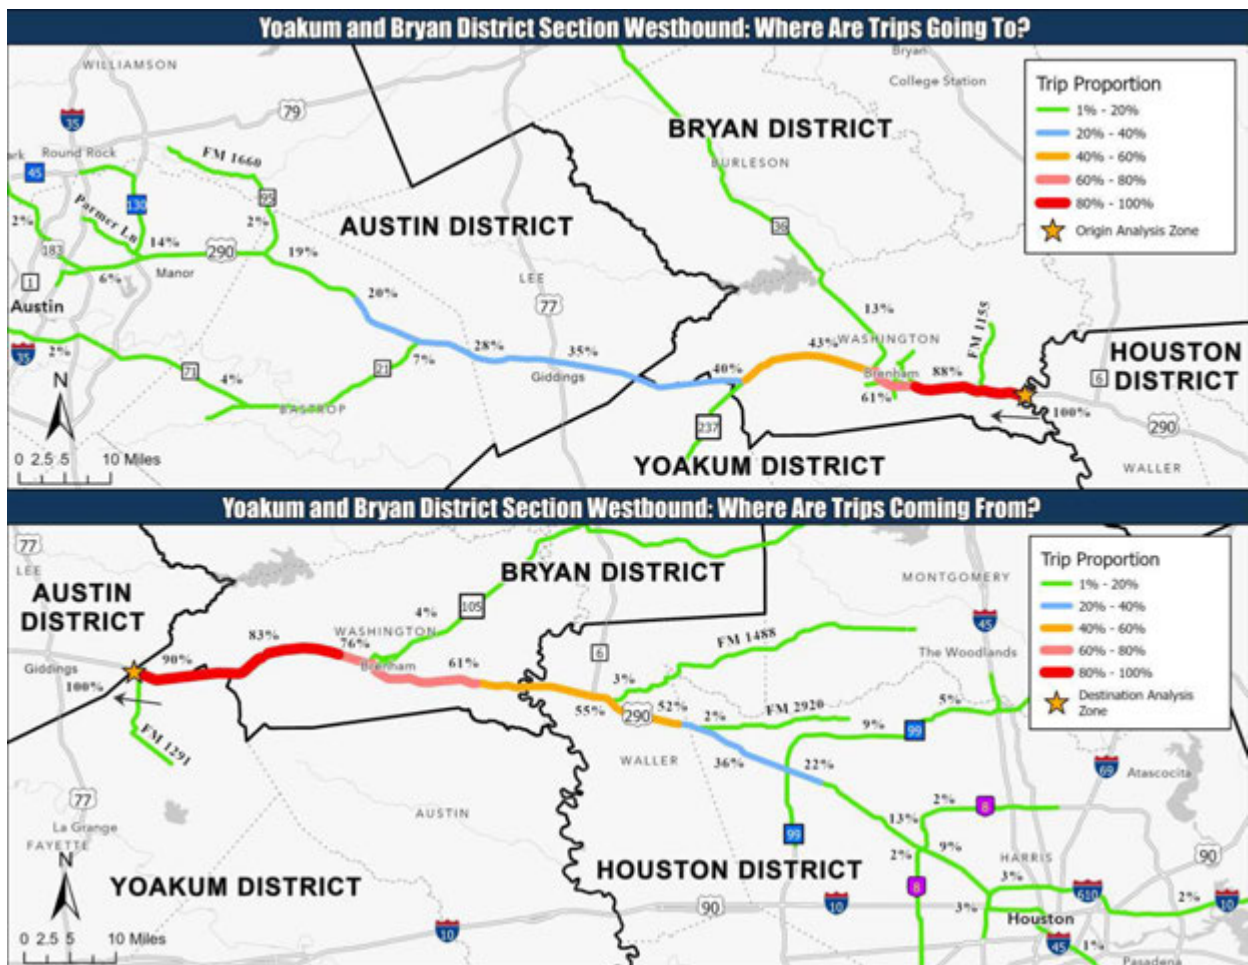 Yoakum and Bryan District Section Westbound: Where Are Trips Going To?
WILLIAMSON
Bryan
College Station
Trip Proportion
1% - 20%
20% - 40%
40% - 60%
60% - 80%
80% - 100%
Origin Analysis Zone
79
35
BRYAN DISTRICT
BURLESON
ark
Round Rock
FM 1660
45
95
130
Parmer Ln
2%
2%
AUSTIN DISTRICT
36
183
14%
290
19%
6%
Manor
1
Austin
LEE
77
20%
13%
WASHINGTON
FM 1155
HOUSTON
DISTRICT
35
2%
28%
35%
43%
7%
71
21
Giddings
40%
Brenham
88%
6
4%
61%
N
BASTROP
100%
237
290
0 2.5 5 10 Miles
YOAKUM DISTRICT
WALLER
Yoakum and Bryan District Section Westbound: Where Are Trips Coming From?
77
LEE
Trip Proportion
1% - 20%
20% - 40%
40% - 60%
60% - 80%
80% - 100%
Destination Analysis
Zone
BRYAN DISTRICT
MONTGOMERY
AUSTIN
DISTRICT
105
4%
45
83%
WASHINGTON
76%
FM 1488
6
The Woodlands
Giddings
90%
Brenham
61%
3%
100%
55%
290
52%
2%
FM 2920
5%
9%
99
FM 1291
WALLER
36%
22%
69
Atascocita
77
AUSTIN
2%
8
La Grange
FAYETTE
13%
99
N
2%
9%
HARRIS
90
HOUSTON DISTRICT
YOAKUM DISTRICT
8
3%
610
2%
90
10
3%
Houston
10
0 2.5 5 10 Miles
10
45
1%
Pasadena